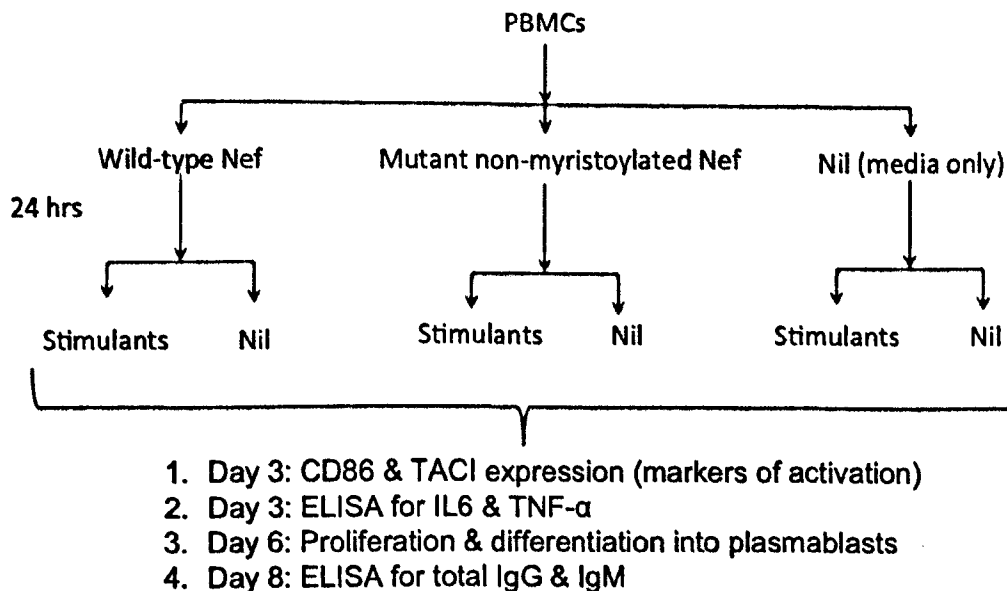 PBMCs
Wild-type Nef Mutant non-myristoylated Nef Nil (media only)
24 hrs
Stimulants Nil Stimulants Nil Stimulants Nil
1. Day 3: CD86 & TACI expression (markers of activation)
2. Day 3: ELISA for IL6 & TNF-α
3. Day 6: Proliferation & differentiation into plasmablasts
4. Day 8: ELISA for total IgG & IgM